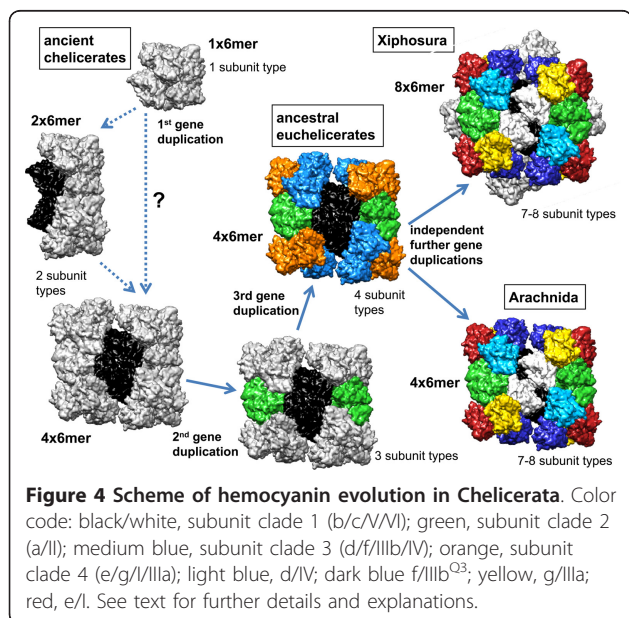 ancient
chelicerates
1x6mer
1 subunit type
2x6mer
1st gene
duplication
?
2 subunit
types
4x6mer
2nd gene
duplication
3 subunit types
3rd gene
duplication
ancestral
euchelicerates
4x6mer
4 subunit
types
independent
further gene
duplications
Xiphosura
8x6mer
7-8 subunit types
Arachnida
4x6mer
7-8 subunit types
Figure 4 Scheme of hemocyanin evolution in Chelicerata. Color
code: black/white, subunit clade 1 (b/c/V/VI); green, subunit clade 2
(a/II); medium blue, subunit clade 3 (d/f/IIIb/IV); orange, subunit
clade 4 (e/g/I/IIIa); light blue, d/IV; dark blue f/IIIbQ3; yellow, g/IIIa;
red, e/I. See text for further details and explanations.